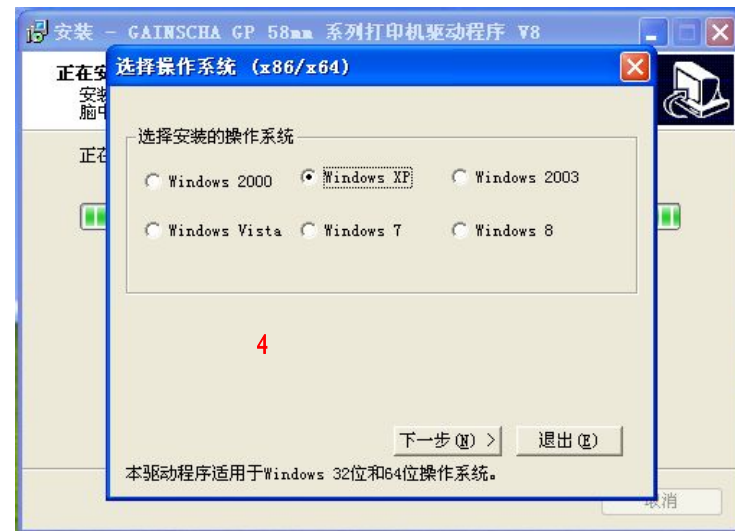 安装 - GAINSCHA GP 58mm 系列打印机驱动程序 V8
正在安
安装
脑中
正在
选择操作系统 (x86/x64)
选择安装的操作系统
Windows 2000 Windows XP Windows 2003
Windows Vista Windows 7 Windows 8
4
下一步(N) > 退出(E)
本驱动程序适用于Windows 32位和64位操作系统。
取消